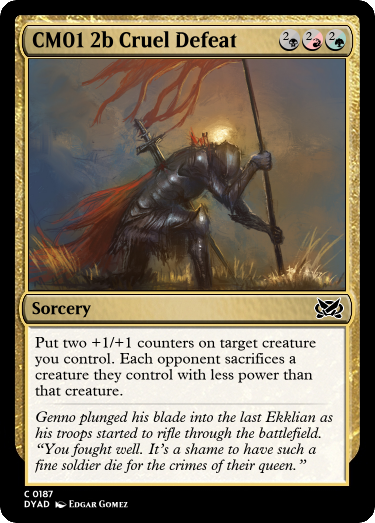 CM01 2b Cruel Defeat
2 2 2
Sorcery
Put two +1/+1 counters on target creature
you control. Each opponent sacrifices a
creature they control with less power than
that creature.
Genno plunged his blade into the last Ekklian as
his troops started to rifle through the battlefield.
“You fought well. It’s a shame to have such a
fine soldier die for the crimes of their queen.”
C 0187
DYAD Edgar Gomez